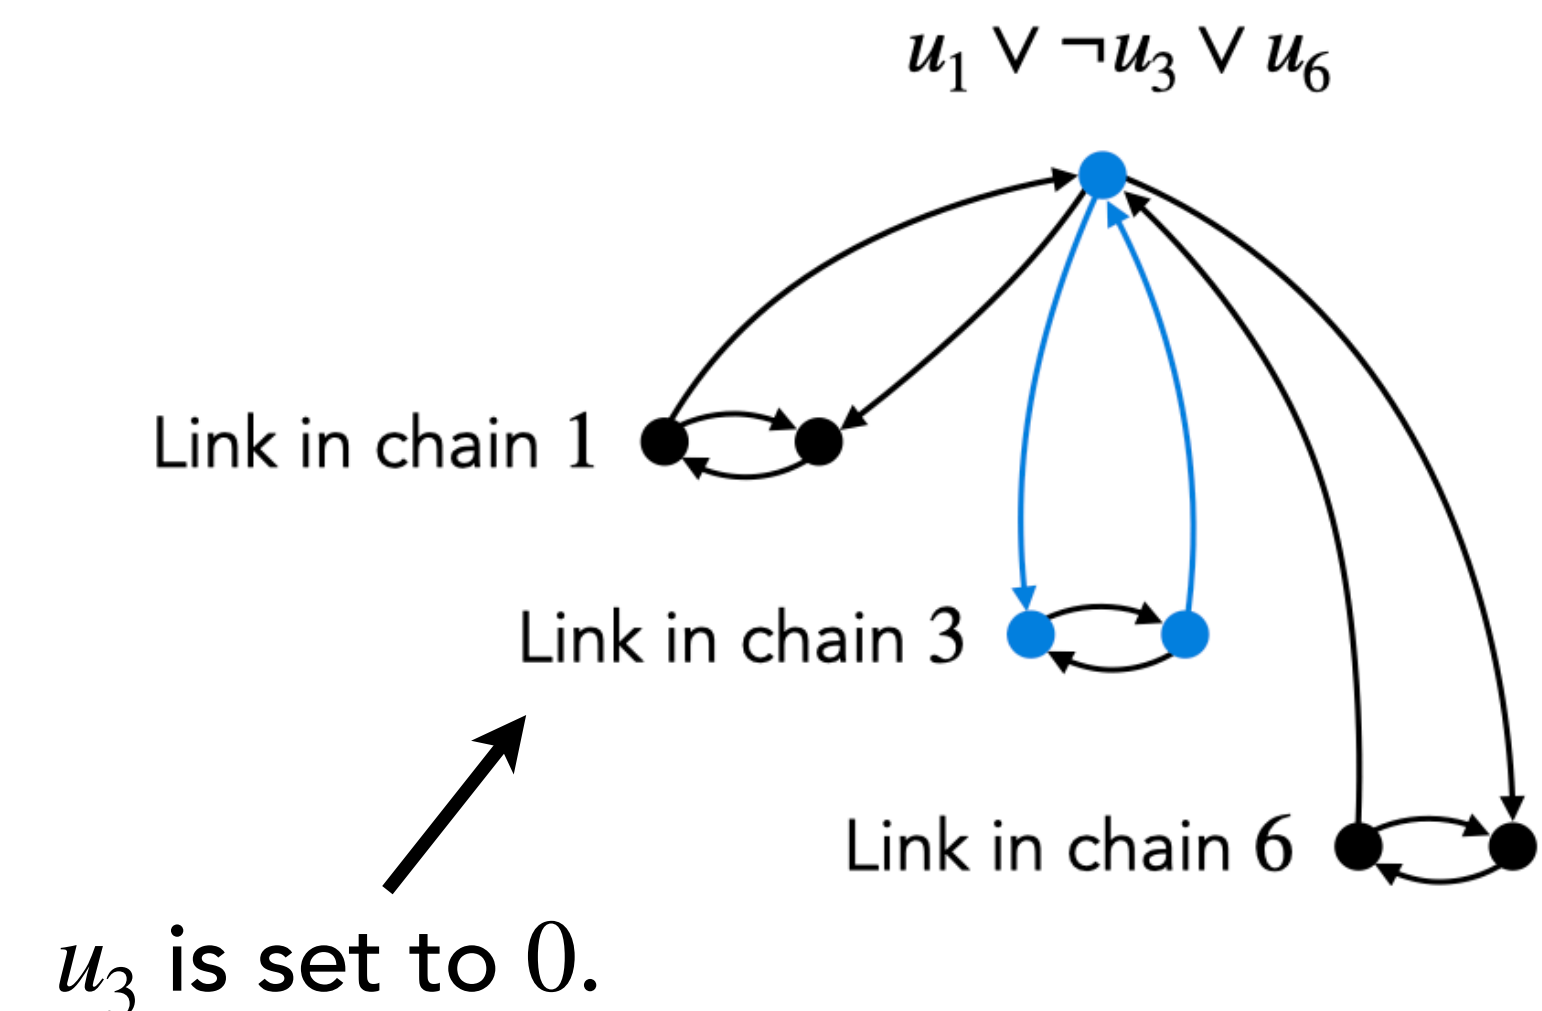 u₁ ∨ ¬u₃ ∨ u₆
Link in chain 1
Link in chain 3
Link in chain 6
u₃ is set to 0.